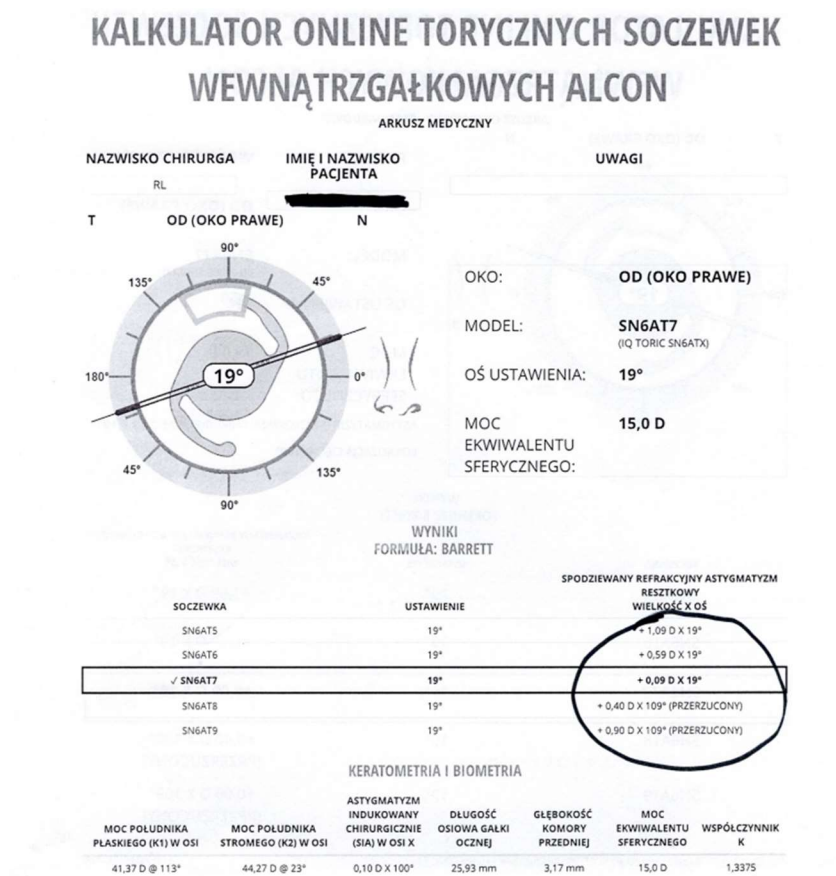 KALKULATOR ONLINE TORYCZNYCH SOCZEWEK
WEWNĄTRZGAŁKOWYCH ALCON
ARKUSZ MEDYCZNY
NAZWISKO CHIRURGA
RL
IMIĘ I NAZWISKO
PACJENTA
UWAGI
T OD (OKO PRAWE) N
90°
135° 45°
180° 19° 0°
45° 135°
90°
OKO: OD (OKO PRAWE)
MODEL: SN6AT7
(IQ TORIC SN6ATX)
OŚ USTAWIENIA: 19°
MOC 15,0 D
EKWIWALENTU
SFERYCZNEGO:
WYNIKI
FORMUŁA: BARRETT
SOCZEWKA USTAWIENIE SPODZIEWANY REFRAKCYJNY ASTYGMATYZM
RESZTKOWY
WIELKOŚĆ X OŚ
SN6AT5 19° + 1,09 D X 19°
SN6AT6 19° + 0,59 D X 19°
✓ SN6AT7 19° + 0,09 D X 19°
SN6AT8 19° + 0,40 D X 109° (PRZERZUCONY)
SN6AT9 19° + 0,90 D X 109° (PRZERZUCONY)
KERATOMETRIA I BIOMETRIA
MOC POŁUDNIKA
PŁASKIEGO (K1) W OSI
MOC POŁUDNIKA
STROMEGO (K2) W OSI
ASTYGMATYZM
INDUKOWANY
CHIRURGICZNIE
(SIA) W OSI X
DŁUGOŚĆ
OSIOWA GAŁKI
OCZNEJ
GŁĘBOKOŚĆ
KOMORY
PRZEDNIEJ
MOC
EKWIWALENTU
SFERYCZNEGO
WSPÓŁCZYNNIK
K
41,37 D @ 113° 44,27 D @ 23° 0,10 D X 100° 25,93 mm 3,17 mm 15,0 D 1,3375